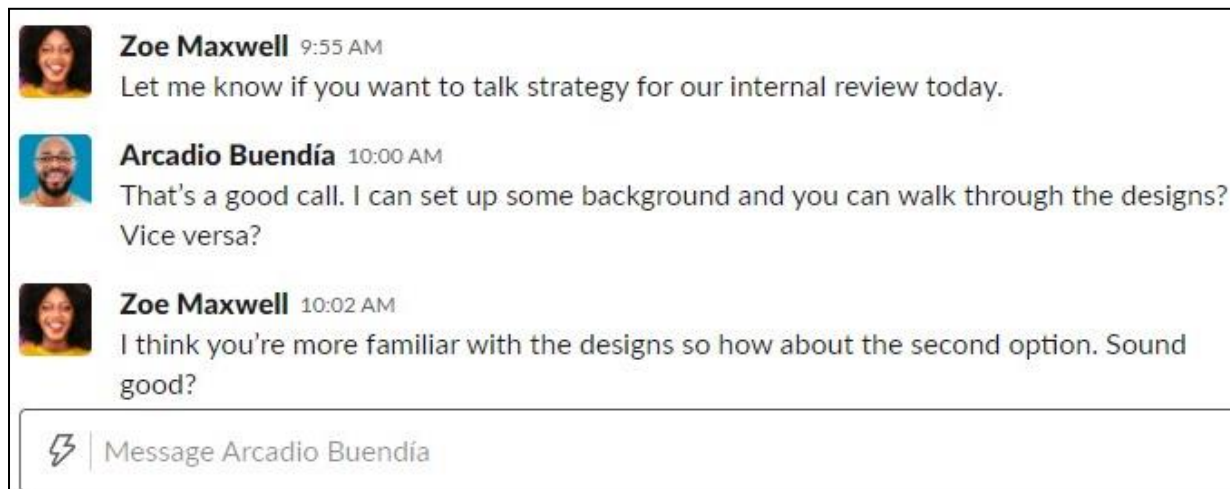 Zoe Maxwell 9:55 AM
Let me know if you want to talk strategy for our internal review today.
Arcadio Buendía 10:00 AM
That's a good call. I can set up some background and you can walk through the designs?
Vice versa?
Zoe Maxwell 10:02 AM
I think you're more familiar with the designs so how about the second option. Sound
good?
Message Arcadio Buendía